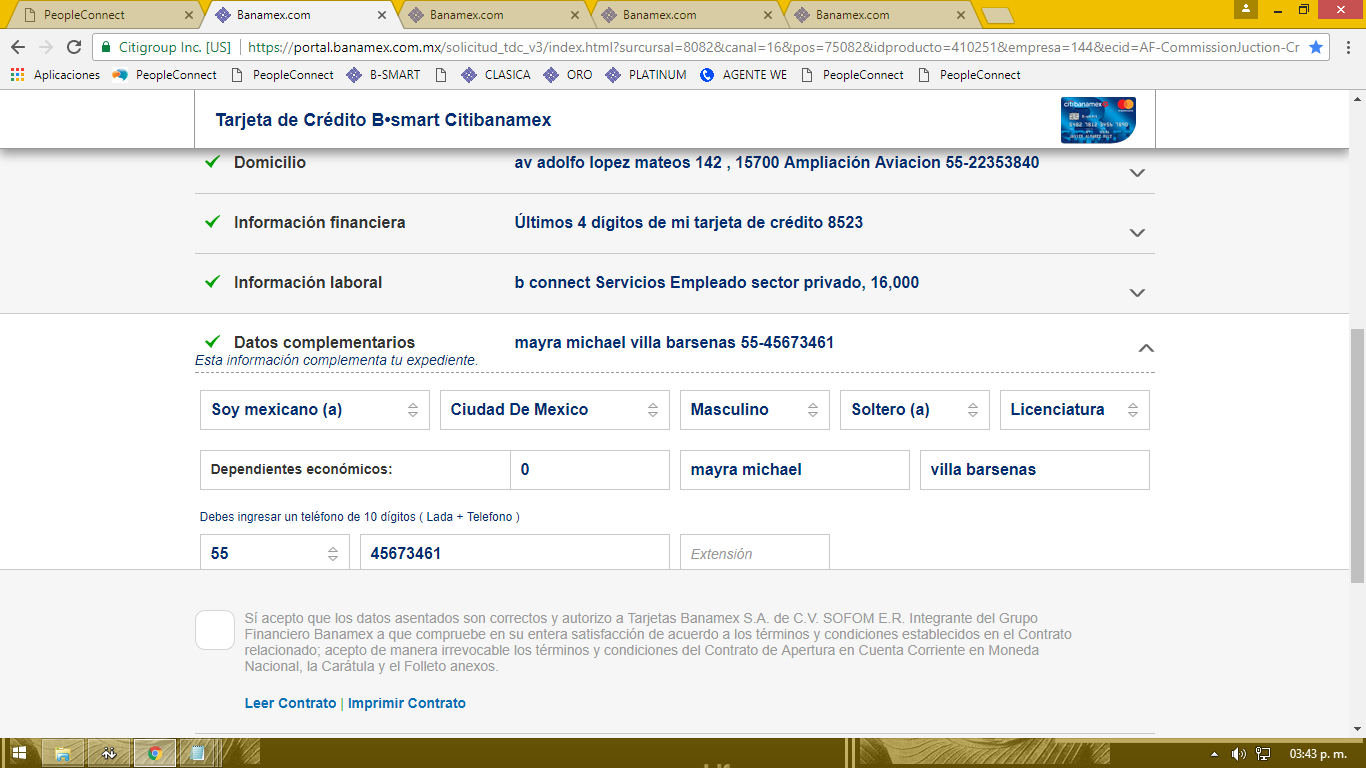 PeopleConnect
Banamex.com
Banamex.com
Banamex.com
Banamex.com
Citigroup Inc. [US]
https://portal.banamex.com.mx/solicitud_tdc_v3/index.html?surcursal=8082&canal=16&pos=75082&idproducto=410251&empresa=144&ecid=AF-CommissionJuction-Cr
Aplicaciones
PeopleConnect
PeopleConnect
B-SMART
CLASICA
ORO
PLATINUM
AGENTE WE
PeopleConnect
PeopleConnect
Tarjeta de Crédito B•smart Citibanamex
citibanamex
Domicilio
av adolfo lopez mateos 142 , 15700 Ampliación Aviacion 55-22353840
Información financiera
Últimos 4 dígitos de mi tarjeta de crédito 8523
Información laboral
b connect Servicios Empleado sector privado, 16,000
Datos complementarios
mayra michael villa barsenas 55-45673461
Esta información complementa tu expediente.
Soy mexicano (a)
Ciudad De Mexico
Masculino
Soltero (a)
Licenciatura
Dependientes económicos:
0
mayra michael
villa barsenas
Debes ingresar un teléfono de 10 dígitos ( Lada + Telefono )
55
45673461
Extensión
Sí acepto que los datos asentados son correctos y autorizo a Tarjetas Banamex S.A. de C.V. SOFOM E.R. Integrante del Grupo
Financiero Banamex a que compruebe en su entera satisfacción de acuerdo a los términos y condiciones establecidos en el Contrato
relacionado; acepto de manera irrevocable los términos y condiciones del Contrato de Apertura en Cuenta Corriente en Moneda
Nacional, la Carátula y el Folleto anexos.
Leer Contrato | Imprimir Contrato
03:43 p. m.